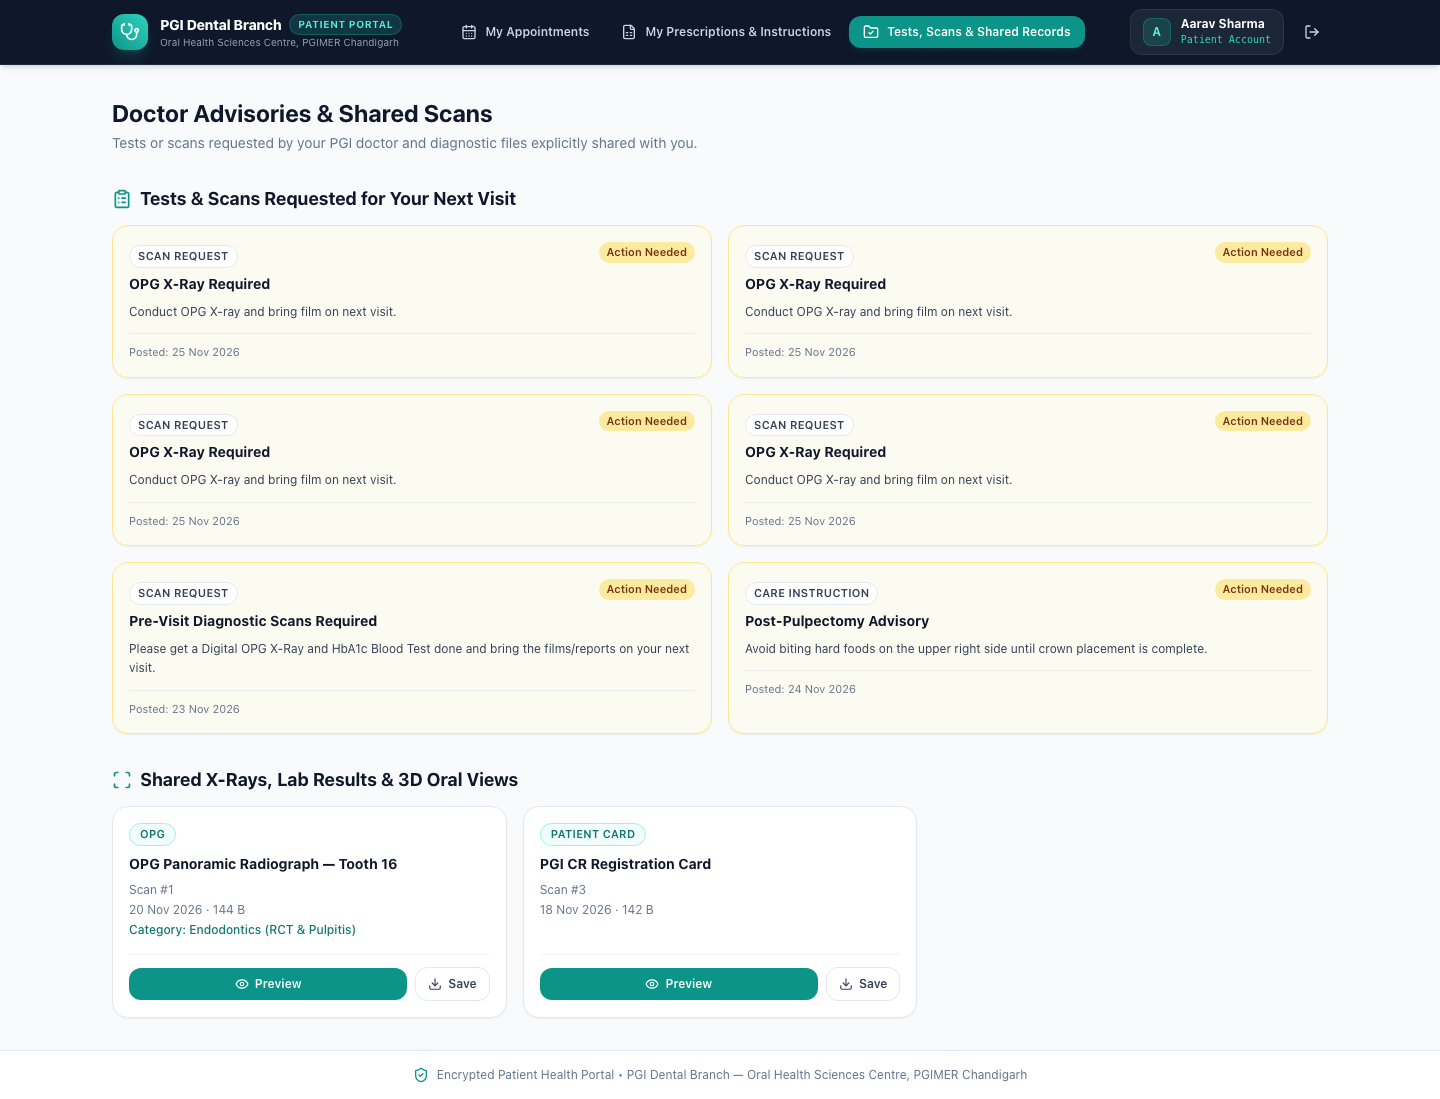 PGI Dental Branch PATIENT PORTAL
Oral Health Sciences Centre, PGIMER Chandigarh
My Appointments
My Prescriptions & Instructions
Tests, Scans & Shared Records
A
Aarav Sharma
Patient Account
Doctor Advisories & Shared Scans
Tests or scans requested by your PGI doctor and diagnostic files explicitly shared with you.
Tests & Scans Requested for Your Next Visit
SCAN REQUEST
Action Needed
OPG X-Ray Required
Conduct OPG X-ray and bring film on next visit.
Posted: 25 Nov 2026
SCAN REQUEST
Action Needed
OPG X-Ray Required
Conduct OPG X-ray and bring film on next visit.
Posted: 25 Nov 2026
SCAN REQUEST
Action Needed
OPG X-Ray Required
Conduct OPG X-ray and bring film on next visit.
Posted: 25 Nov 2026
SCAN REQUEST
Action Needed
OPG X-Ray Required
Conduct OPG X-ray and bring film on next visit.
Posted: 25 Nov 2026
SCAN REQUEST
Action Needed
Pre-Visit Diagnostic Scans Required
Please get a Digital OPG X-Ray and HbA1c Blood Test done and bring the films/reports on your next
visit.
Posted: 23 Nov 2026
CARE INSTRUCTION
Action Needed
Post-Pulpectomy Advisory
Avoid biting hard foods on the upper right side until crown placement is complete.
Posted: 24 Nov 2026
Shared X-Rays, Lab Results & 3D Oral Views
OPG
OPG Panoramic Radiograph — Tooth 16
Scan #1
20 Nov 2026 · 144 B
Category: Endodontics (RCT & Pulpitis)
Preview
Save
PATIENT CARD
PGI CR Registration Card
Scan #3
18 Nov 2026 · 142 B
Preview
Save
Encrypted Patient Health Portal • PGI Dental Branch — Oral Health Sciences Centre, PGIMER Chandigarh